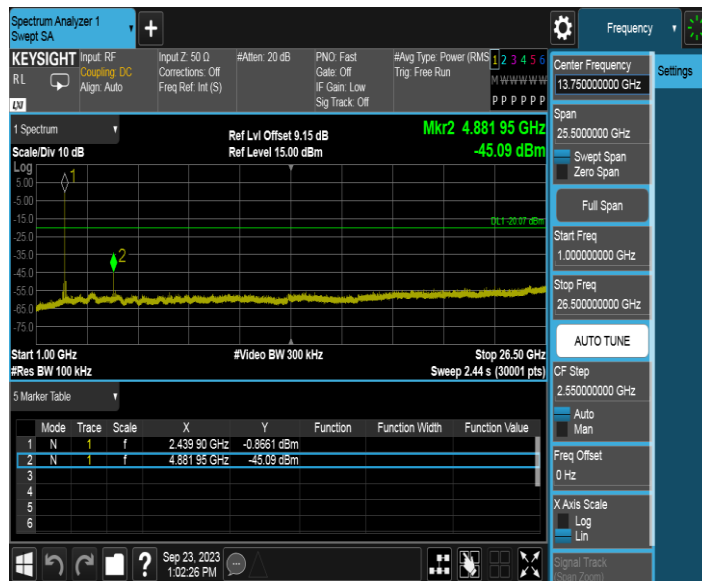 Spectrum Analyzer 1
Swept SA
+
Frequency
KEYSIGHT
RL
LXI
Input: RF
Coupling: DC
Align: Auto
Input Z: 50 Ω
Corrections: Off
Freq Ref: Int (S)
#Atten: 20 dB
PNO: Fast
Gate: Off
IF Gain: Low
Sig Track: Off
#Avg Type: Power (RMS
Trig: Free Run
1 2 3 4 5 6
M W W W W W
P P P P P P
Center Frequency
13.750000000 GHz
Settings
Span
25.5000000 GHz
Swept Span
Zero Span
Full Span
Start Freq
1.000000000 GHz
Stop Freq
26.500000000 GHz
AUTO TUNE
CF Step
2.550000000 GHz
Auto
Man
Freq Offset
0 Hz
X Axis Scale
Log
Lin
Signal Track
(Span Zoom)
1 Spectrum
Scale/Div 10 dB
Ref Lvl Offset 9.15 dB
Ref Level 15.00 dBm
Mkr2 4.881 95 GHz
-45.09 dBm
Log
5.00
-5.00
-15.0
-25.0
-35.0
-45.0
-55.0
-65.0
-75.0
1
2
DL1 -20.07 dBm
Start 1.00 GHz
#Res BW 100 kHz
#Video BW 300 kHz
Stop 26.50 GHz
Sweep 2.44 s (30001 pts)
5 Marker Table
Mode Trace Scale X Y Function Function Width Function Value
1 N 1 f 2.439 90 GHz -0.8661 dBm
2 N 1 f 4.881 95 GHz -45.09 dBm
3
4
5
6
?
Sep 23, 2023
1:02:26 PM